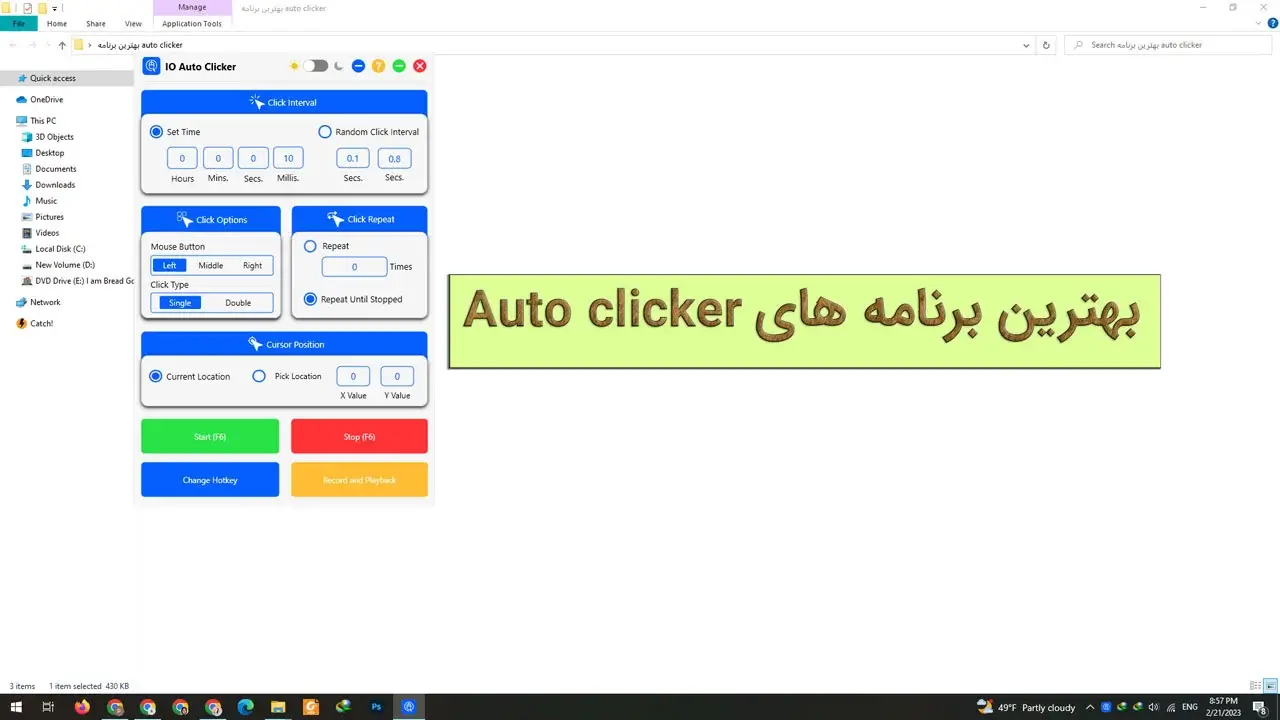 Manage
بهترین برنامه auto clicker
File
Home
Share
View
Application Tools
بهترین برنامه auto clicker
Search بهترین برنامه auto clicker
Quick access
OneDrive
This PC
3D Objects
Desktop
Documents
Downloads
Music
Pictures
Videos
Local Disk (C:)
New Volume (D:)
DVD Drive (E:) I am Bread Go
Network
Catch!
IO Auto Clicker
Click Interval
Set Time
Random Click Interval
0 0 0 10 0.1 0.8
Hours Mins. Secs. Millis. Secs. Secs.
Click Options
Mouse Button
Left Middle Right
Click Type
Single Double
Click Repeat
Repeat
0 Times
Repeat Until Stopped
Cursor Position
Current Location
Pick Location
0 0
X Value Y Value
Start (F6)
Stop (F6)
Change Hotkey
Record and Playback
بهترین برنامه های Auto clicker
3 items 1 item selected 430 KB
Ps
49°F Partly cloudy
ENG
8:57 PM
2/21/2023
8